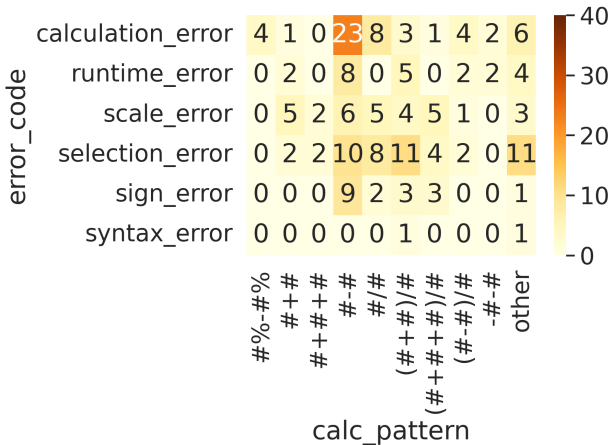 error_code
calculation_error 4 1 0 23 8 3 1 4 2 6
runtime_error 0 2 0 8 0 5 0 2 2 4
scale_error 0 5 2 6 5 4 5 1 0 3
selection_error 0 2 2 10 8 11 4 2 0 11
sign_error 0 0 0 9 2 3 3 0 0 1
syntax_error 0 0 0 0 0 1 0 0 0 1
#%-#%
#+#
#+#+#
#-#
#/#
(#+#)/#
(#+#+#)/#
(#-#)/#
-#-#
other
calc_pattern
40
30
20
10
0